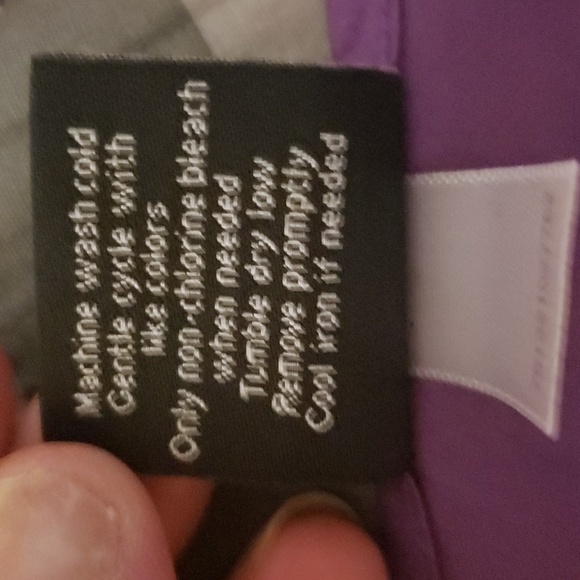 Machine wash cold
Gentle cycle with
like colors
Only non-chlorine bleach
when needed
Tumble dry low
Remove promptly
Cool iron if needed